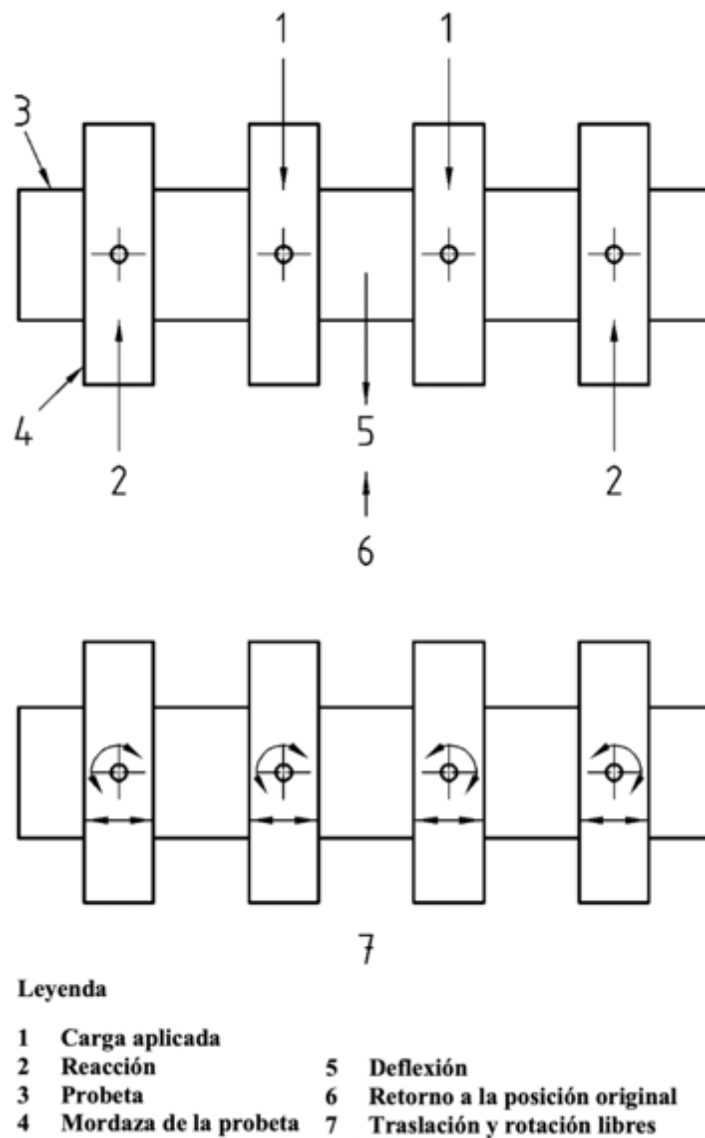 1 1
3
4
2 5 2
6
7
Leyenda
1 Carga aplicada
2 Reacción
3 Probeta
4 Mordaza de la probeta
5 Deflexión
6 Retorno a la posición original
7 Traslación y rotación libres